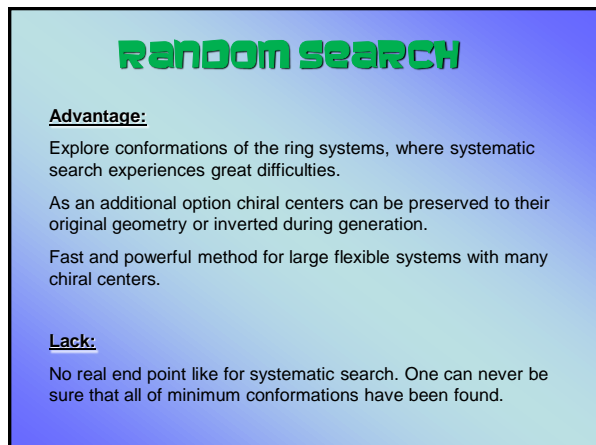 RANDOM SEARCH
Advantage:
Explore conformations of the ring systems, where systematic
search experiences great difficulties.
As an additional option chiral centers can be preserved to their
original geometry or inverted during generation.
Fast and powerful method for large flexible systems with many
chiral centers.
Lack:
No real end point like for systematic search. One can never be
sure that all of minimum conformations have been found.